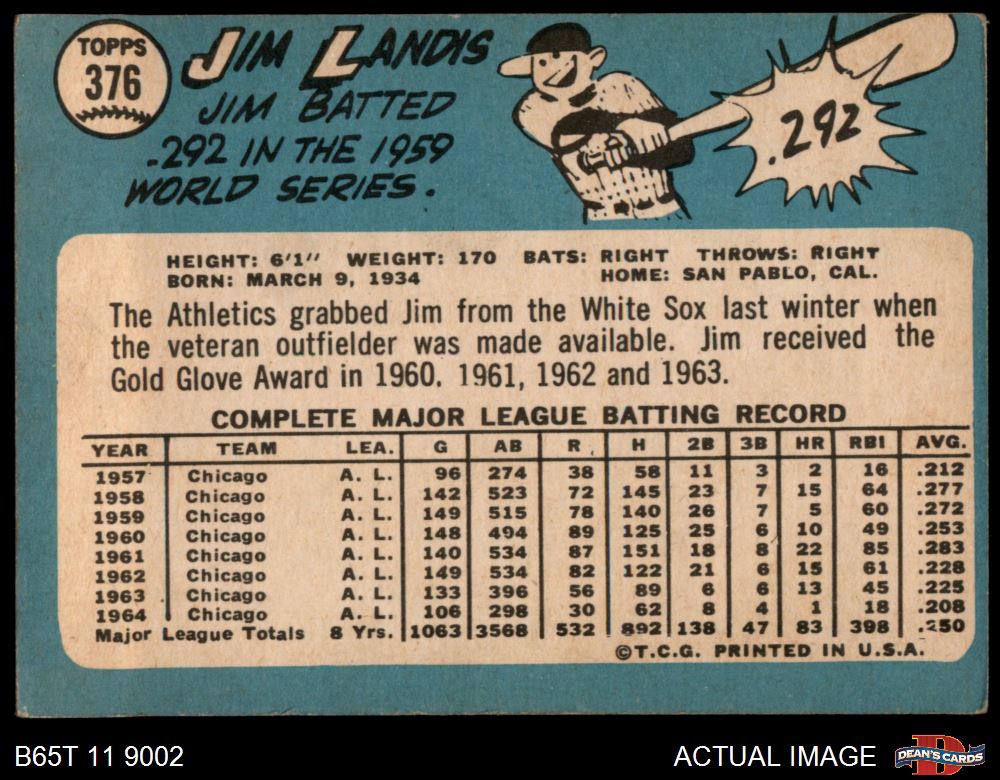 TOPPS
376
JIM LANDIS
JIM BATTED
.292 IN THE 1959
WORLD SERIES.
.292
HEIGHT: 6'1" WEIGHT: 170 BATS: RIGHT THROWS: RIGHT
BORN: MARCH 9, 1934 HOME: SAN PABLO, CAL.
The Athletics grabbed Jim from the White Sox last winter when
the veteran outfielder was made available. Jim received the
Gold Glove Award in 1960. 1961, 1962 and 1963.
COMPLETE MAJOR LEAGUE BATTING RECORD
YEAR TEAM LEA. G AB R H 2B 3B HR RBI AVG.
1957 Chicago A. L. 96 274 38 58 11 3 2 16 .212
1958 Chicago A. L. 142 523 72 145 23 7 15 64 .277
1959 Chicago A. L. 149 515 78 140 26 7 5 60 .272
1960 Chicago A. L. 148 494 89 125 25 6 10 49 .253
1961 Chicago A. L. 140 534 87 151 18 8 22 85 .283
1962 Chicago A. L. 149 534 82 122 21 6 15 61 .228
1963 Chicago A. L. 133 396 56 89 6 6 13 45 .225
1964 Chicago A. L. 106 298 30 62 8 4 1 18 .208
Major League Totals 8 Yrs. 1063 3568 532 892 138 47 83 398 .250
©T.C.G. PRINTED IN U.S.A.
B65T 11 9002 ACTUAL IMAGE
D
DEAN'S CARDS